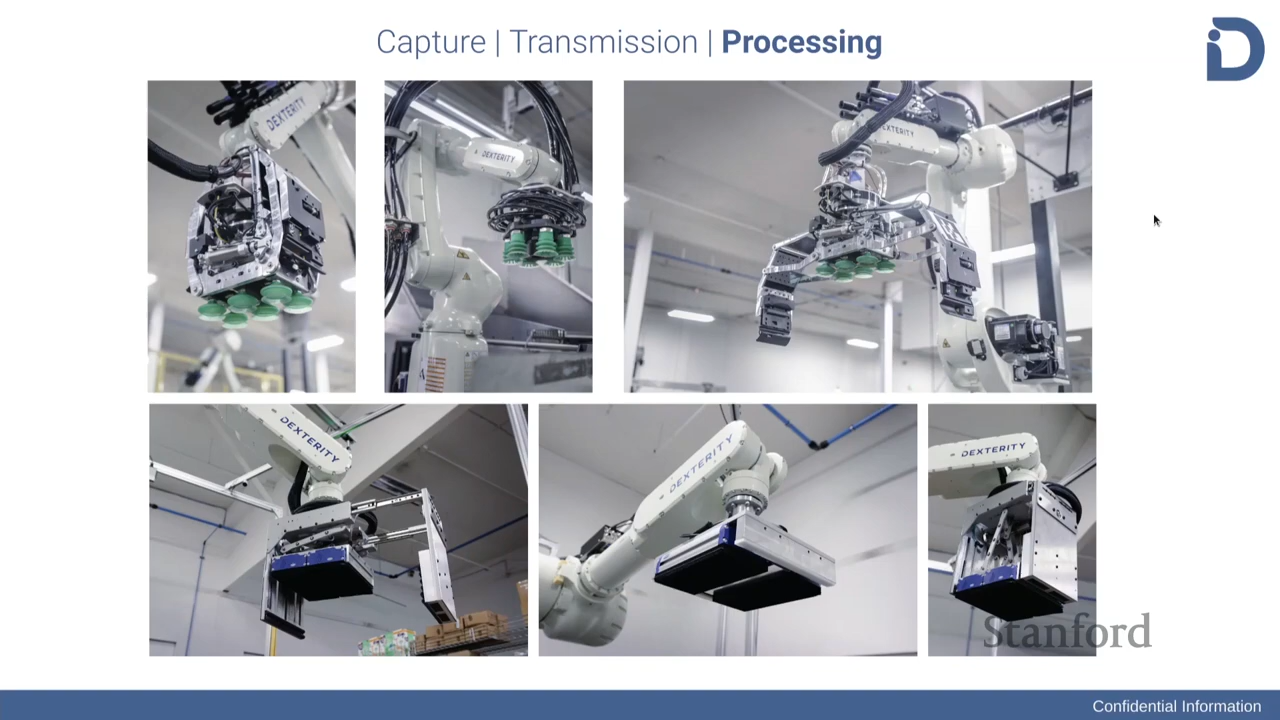 Capture | Transmission | Processing
DEXTERITY
DEXTERITY
DEXTERITY
DEXTERITY
DEXTERITY
DEXTERITY
Stanford
Confidential Information